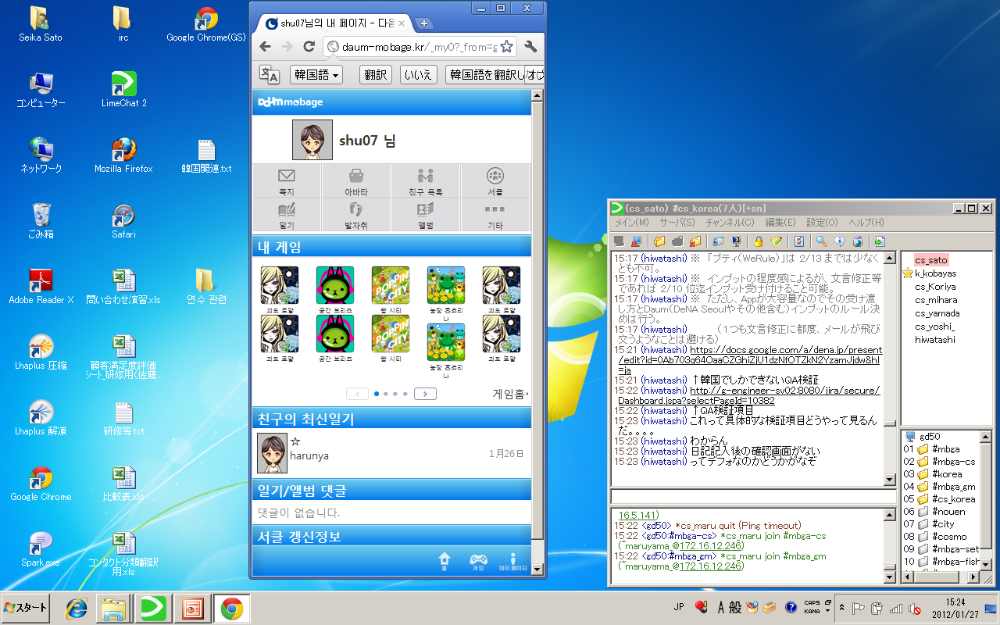 Seika Sato
irc
Google Chrome(GS)
コンピューター
LimeChat 2
ネットワーク
Mozilla Firefox
韓国関連.txt
ごみ箱
Safari
Adobe Reader X
問い合わせ演習.xls
연수 관련
Lhaplus 圧縮
顧客満足度評価
シート_研修用(佐藤...
Lhaplus 解凍
研修等.txt
Google Chrome
比較表.xls
Spark.exe
コンタクト分類翻訳
用.xls
shu07님의 내 페이지 - 다음
daum-mobage.kr/_my0?_from=g
韓国語
翻訳
いいえ
韓国語を翻訳しない
Daum mobage
shu07 님
쪽지
아바타
친구 목록
서클
일기
발자취
앨범
기타
내 게임
괴도 로얄
공간 브리즈
팝 시티
농장 홋코리
나
괴도 로얄
괴도 로얄
공간 브리즈
팝 시티
농장 홋코리
나
괴도 로얄
게임홈
친구의 최신일기
☆
harunya
1月26日
일기/앨범 댓글
댓글이 없습니다.
서클 갱신정보
홈
게임
마이 페이지
(cs_sato) #cs_korea(7人)[+sn]
メイン(M) サーバ(S) チャンネル(C) 編集(E) 設定(O) ヘルプ(H)
15:17 (hiwatashi) ※ 「プティ(WeRule)」は 2/13 までは少なく
とも不可。
15:17 (hiwatashi) ※ インプットの程度感によるが、文言修正等
であれば 2/10 位迄インプット受け付けること可能。
15:17 (hiwatashi) ※ ただし、Appが大容量なのでその受け渡
し方とDaum(DeNA Seoulやその他含む)インプットのルール決
めは行う。
15:17 (hiwatashi) (1つも文言修正に都度、メールが飛び
交うようなことは避ける)
15:21 (hiwatashi) https://docs.google.com/a/dena.jp/present
/edit?id=0Ab703q64OaaCZGhiZjU1dzNfOTZkN2YzamJjdw&hl
=ja
15:21 (hiwatashi) ↑韓国でしかできないQA検証
15:22 (hiwatashi) http://g-engineer-sv02:8080/jira/secure/
Dashboard.jspa?selectPageId=10382
15:22 (hiwatashi) ↑QA検証項目
15:23 (hiwatashi) これって具体的な検証項目どうやって見るん
だ。。。。
15:23 (hiwatashi) わからん
15:23 (hiwatashi) 日記記入後の確認画面がない
15:23 (hiwatashi) ってデフォなのかどうかがなぞ
cs_sato
k_kobayas
cs_Koriya
cs_mihara
cs_yamada
cs_yoshi_
hiwatashi
16.5.141)
15:22 <gd50> *cs_maru quit (Ping timeout)
15:22 <gd50:#mbga-cs> *cs_maru join #mbga-cs
(~maruyama_@172.16.12.246)
15:22 <gd50:#mbga_gm> *cs_maru join #mbga_gm
(~maruyama_@172.16.12.246)
gd50
01 #mbga
02 #mbga-cs
03 #korea
04 #mbga_gm
05 #cs_korea
06 #nouen
07 #city
08 #cosmo
09 #mbga-set
10 #mbga-fish
スタート
JP
A 般
CAPS
KANA
15:24
2012/01/27